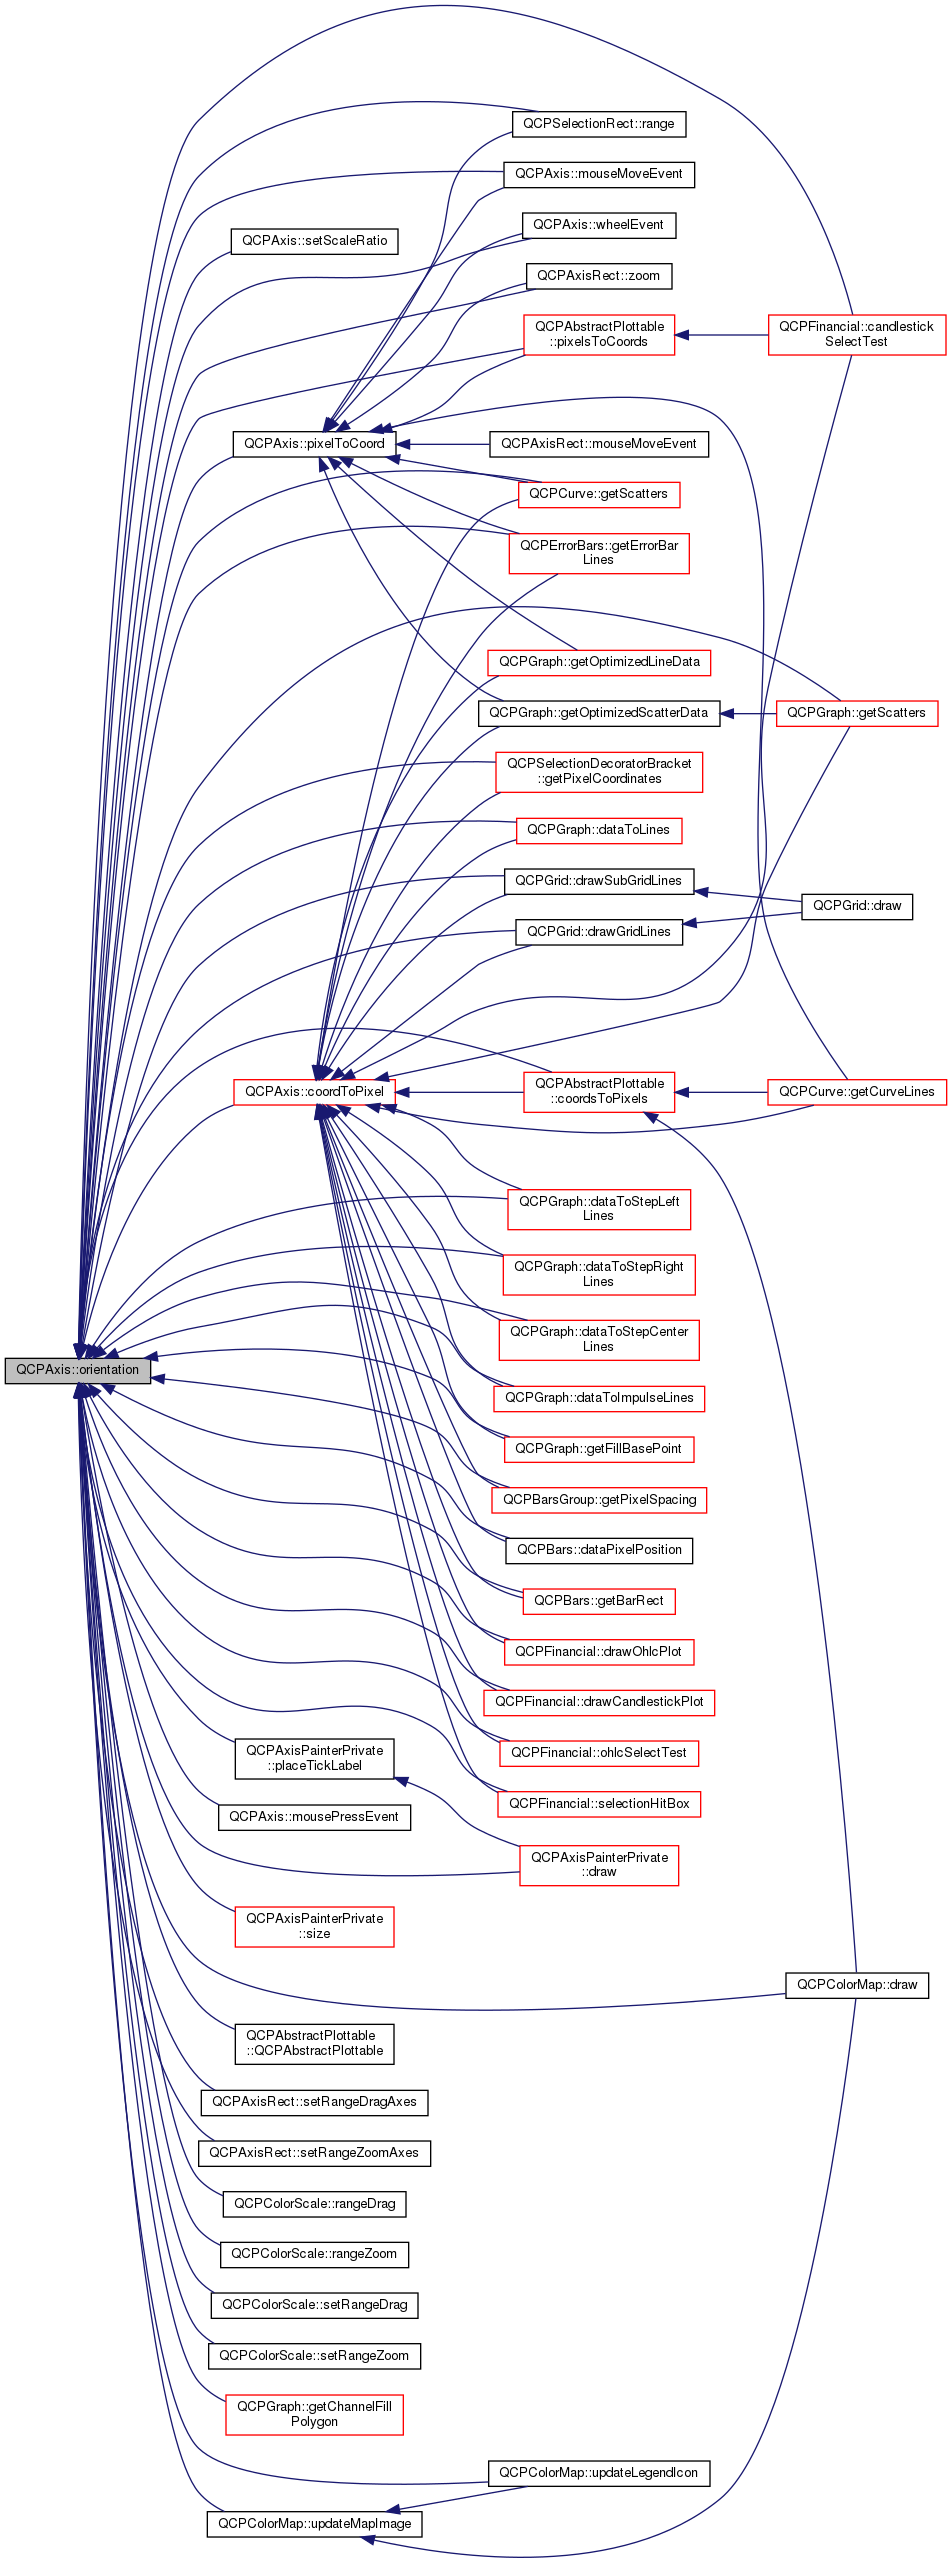 QCPSelectionRect::range
QCPAxis::mouseMoveEvent
QCPAxis::wheelEvent
QCPAxis::setScaleRatio
QCPAxisRect::zoom
QCPAbstractPlottable
::pixelsToCoords
QCPFinancial::candlestick
SelectTest
QCPAxis::pixelToCoord
QCPAxisRect::mouseMoveEvent
QCPCurve::getScatters
QCPErrorBars::getErrorBar
Lines
QCPGraph::getOptimizedLineData
QCPGraph::getOptimizedScatterData
QCPGraph::getScatters
QCPSelectionDecoratorBracket
::getPixelCoordinates
QCPGraph::dataToLines
QCPGrid::drawSubGridLines
QCPGrid::draw
QCPGrid::drawGridLines
QCPAxis::coordToPixel
QCPAbstractPlottable
::coordsToPixels
QCPCurve::getCurveLines
QCPGraph::dataToStepLeft
Lines
QCPGraph::dataToStepRight
Lines
QCPGraph::dataToStepCenter
Lines
QCPAxis::orientation
QCPGraph::dataToImpulseLines
QCPGraph::getFillBasePoint
QCPBarsGroup::getPixelSpacing
QCPBars::dataPixelPosition
QCPBars::getBarRect
QCPFinancial::drawOhlcPlot
QCPFinancial::drawCandlestickPlot
QCPFinancial::ohlcSelectTest
QCPAxisPainterPrivate
::placeTickLabel
QCPFinancial::selectionHitBox
QCPAxis::mousePressEvent
QCPAxisPainterPrivate
::draw
QCPAxisPainterPrivate
::size
QCPColorMap::draw
QCPAbstractPlottable
::QCPAbstractPlottable
QCPAxisRect::setRangeDragAxes
QCPAxisRect::setRangeZoomAxes
QCPColorScale::rangeDrag
QCPColorScale::rangeZoom
QCPColorScale::setRangeDrag
QCPColorScale::setRangeZoom
QCPGraph::getChannelFill
Polygon
QCPColorMap::updateLegendIcon
QCPColorMap::updateMapImage